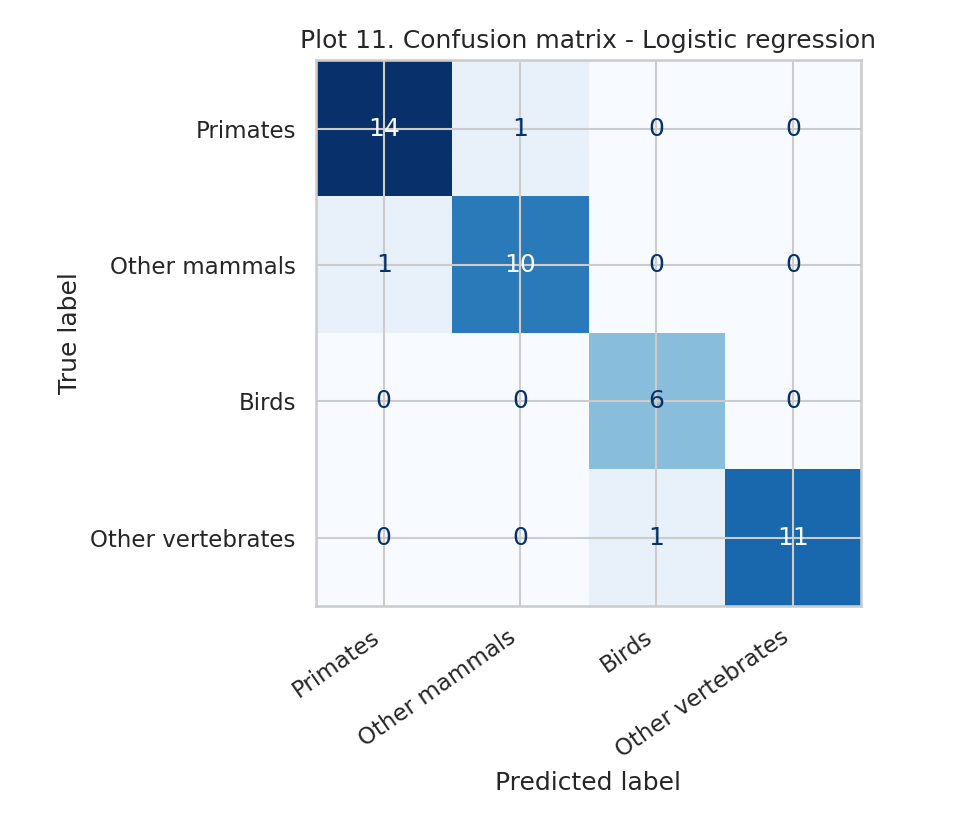 Plot 11. Confusion matrix - Logistic regression
Primates 14 1 0 0
Other mammals 1 10 0 0
Birds 0 0 6 0
Other vertebrates 0 0 1 11
True label
Primates Other mammals Birds Other vertebrates
Predicted label